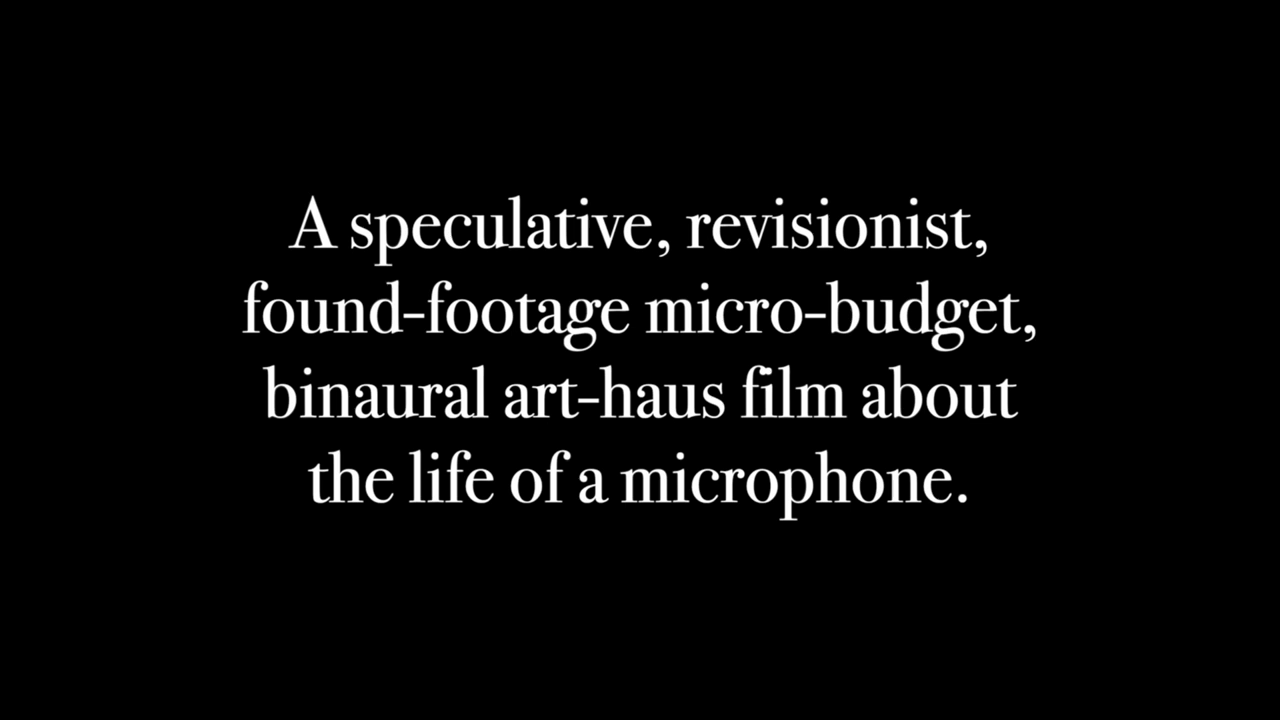 A speculative, revisionist,
found-footage micro-budget,
binaural art-haus film about
the life of a microphone.